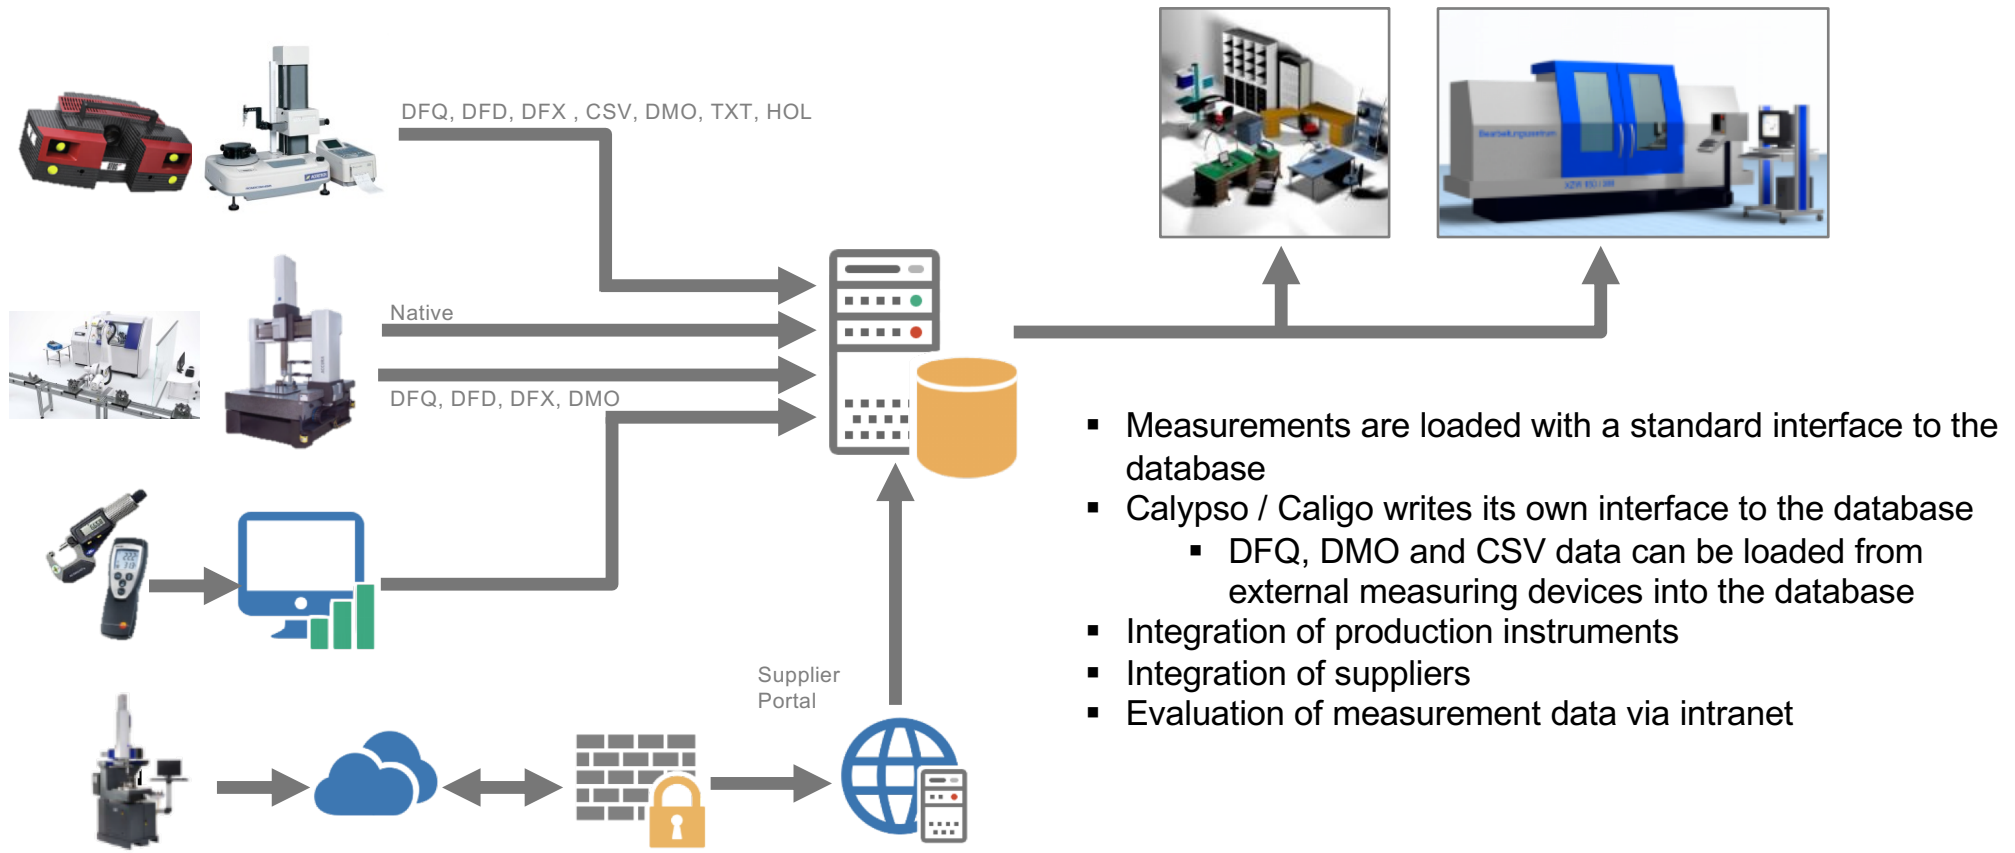 DFQ, DFD, DFX , CSV, DMO, TXT, HOL
Native
DFQ, DFD, DFX, DMO
Supplier
Portal
Bearbeitungszentrum
▪ Measurements are loaded with a standard interface to the
database
▪ Calypso / Caligo writes its own interface to the database
▪ DFQ, DMO and CSV data can be loaded from
external measuring devices into the database
▪ Integration of production instruments
▪ Integration of suppliers
▪ Evaluation of measurement data via intranet